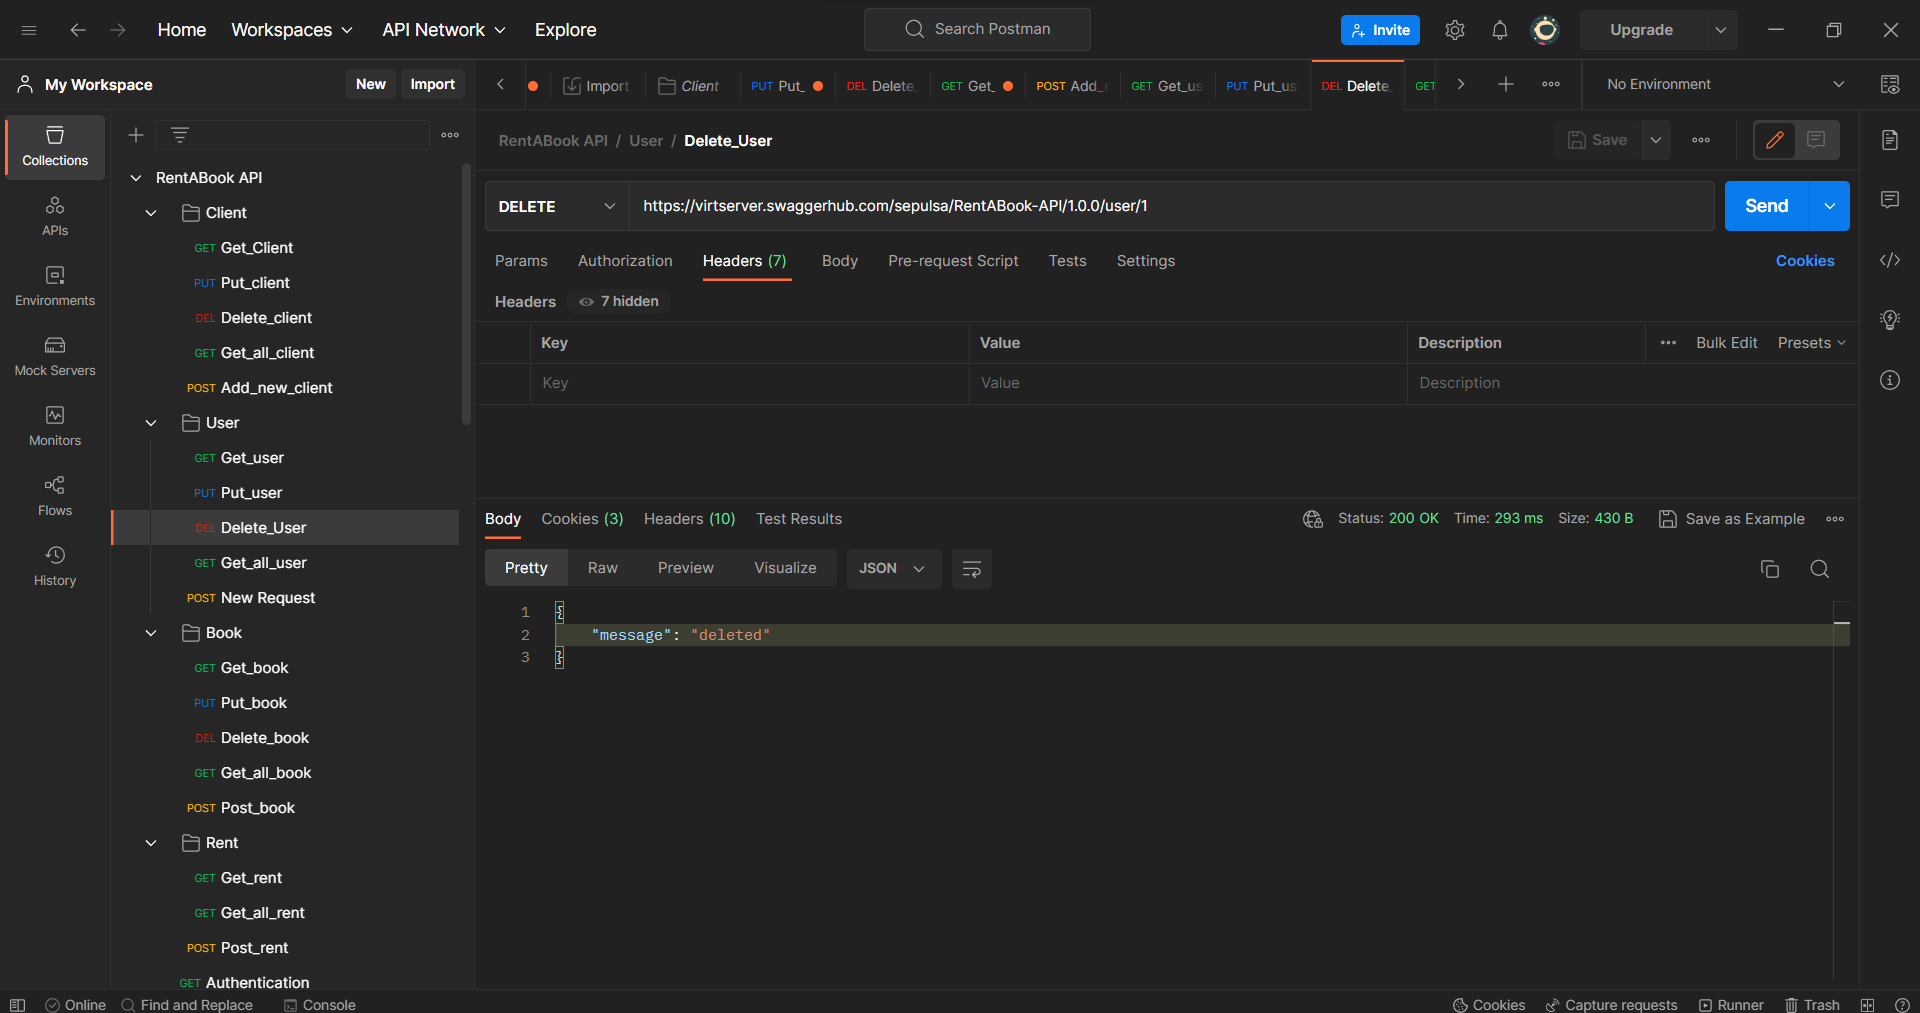 Home Workspaces API Network Explore Search Postman Invite Upgrade
My Workspace New Import
Import Client PUT Put_ DEL Delete_ GET Get_ POST Add_ GET Get_us PUT Put_us DEL Delete_ GET No Environment
Collections
APIs
Environments
Mock Servers
Monitors
Flows
History
RentABook API
Client
GET Get_Client
PUT Put_client
DEL Delete_client
GET Get_all_client
POST Add_new_client
User
GET Get_user
PUT Put_user
DEL Delete_User
GET Get_all_user
POST New Request
Book
GET Get_book
PUT Put_book
DEL Delete_book
GET Get_all_book
POST Post_book
Rent
GET Get_rent
GET Get_all_rent
POST Post_rent
GET Authentication
RentABook API / User / Delete_User Save
DELETE https://virtserver.swaggerhub.com/sepulsa/RentABook-API/1.0.0/user/1 Send
Params Authorization Headers (7) Body Pre-request Script Tests Settings Cookies
Headers 7 hidden
Key Value Description Bulk Edit Presets
Key Value Description
Body Cookies (3) Headers (10) Test Results Status: 200 OK Time: 293 ms Size: 430 B Save as Example
Pretty Raw Preview Visualize JSON
1 {
2 "message": "deleted"
3 }
Online Find and Replace Console Cookies Capture requests Runner Trash